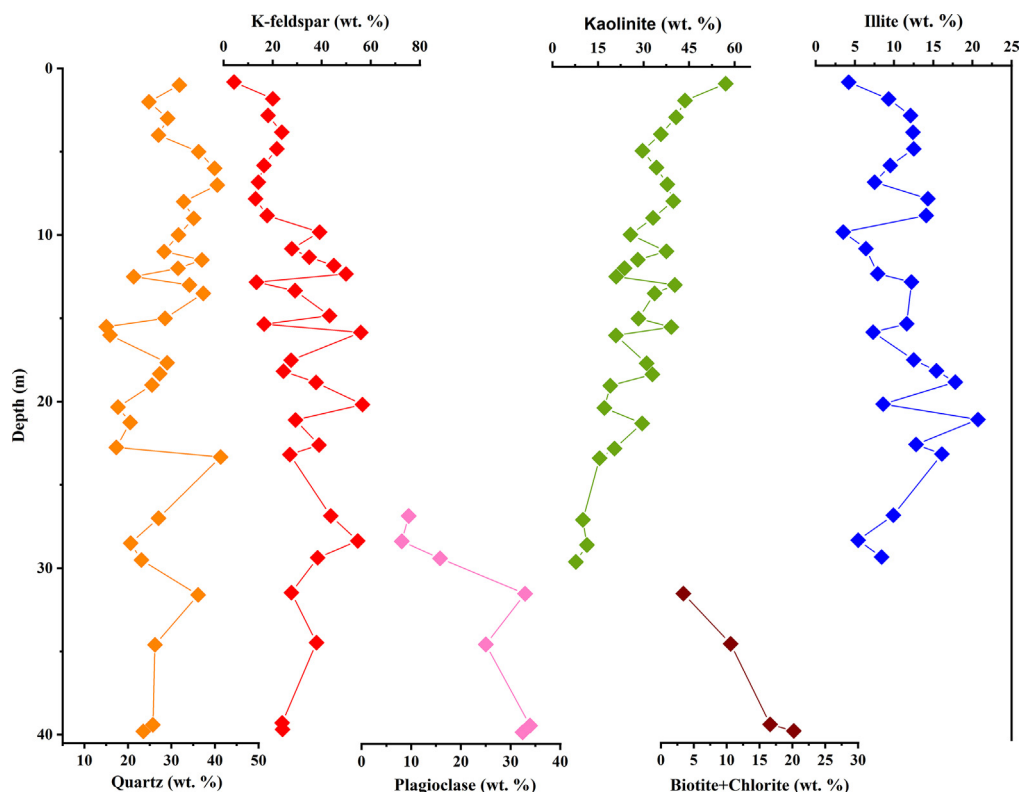 K-feldspar (wt. %)
0 20 40 60 80
Kaolinite (wt. %)
0 15 30 45 60
Illite (wt. %)
0 5 10 15 20 25
Depth (m)
0
10
20
30
40
10 20 30 40 50
Quartz (wt. %)
0 10 20 30 40
Plagioclase (wt. %)
0 5 10 15 20 25 30
Biotite+Chlorite (wt. %)